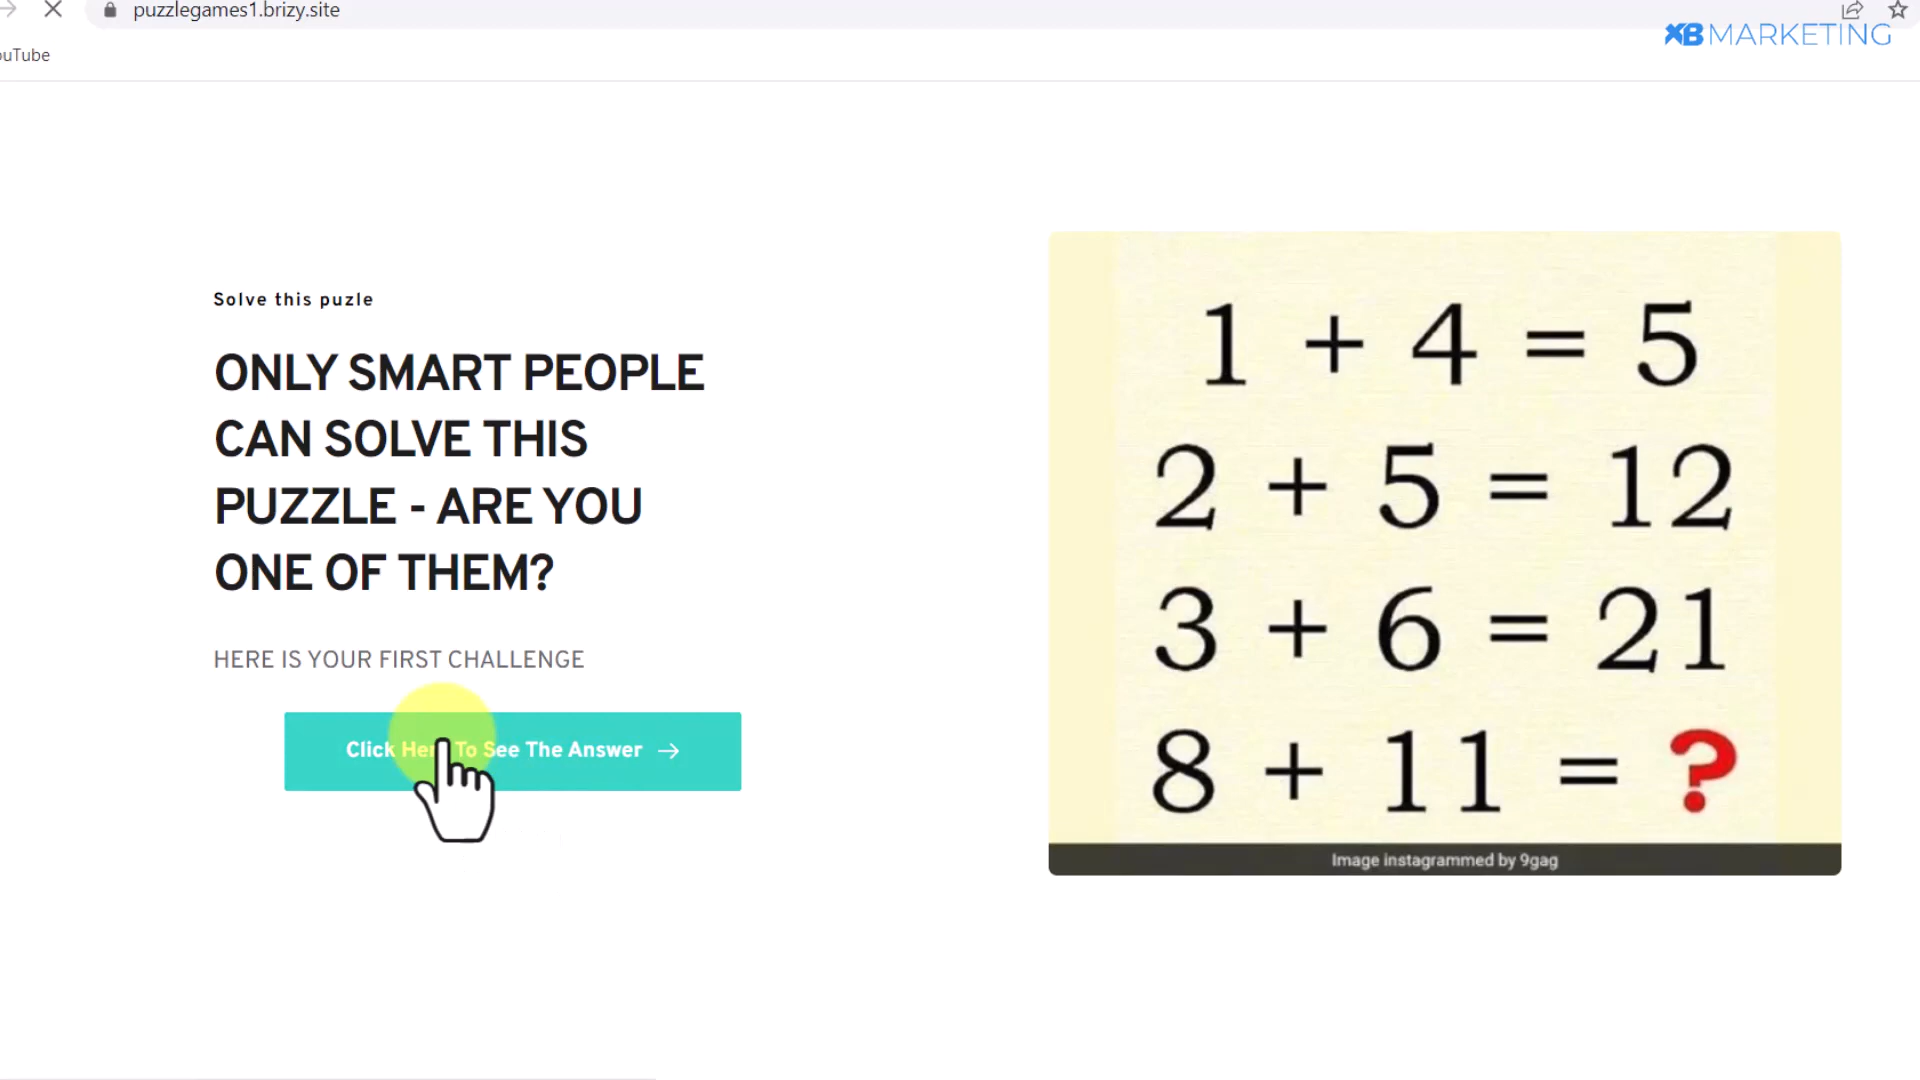 puzzlegames1.brizy.site
XB MARKETING
ouTube
Solve this puzle
ONLY SMART PEOPLE
CAN SOLVE THIS
PUZZLE - ARE YOU
ONE OF THEM?
HERE IS YOUR FIRST CHALLENGE
Click Here To See The Answer →
1 + 4 = 5
2 + 5 = 12
3 + 6 = 21
8 + 11 = ?
Image instagrammed by 9gag